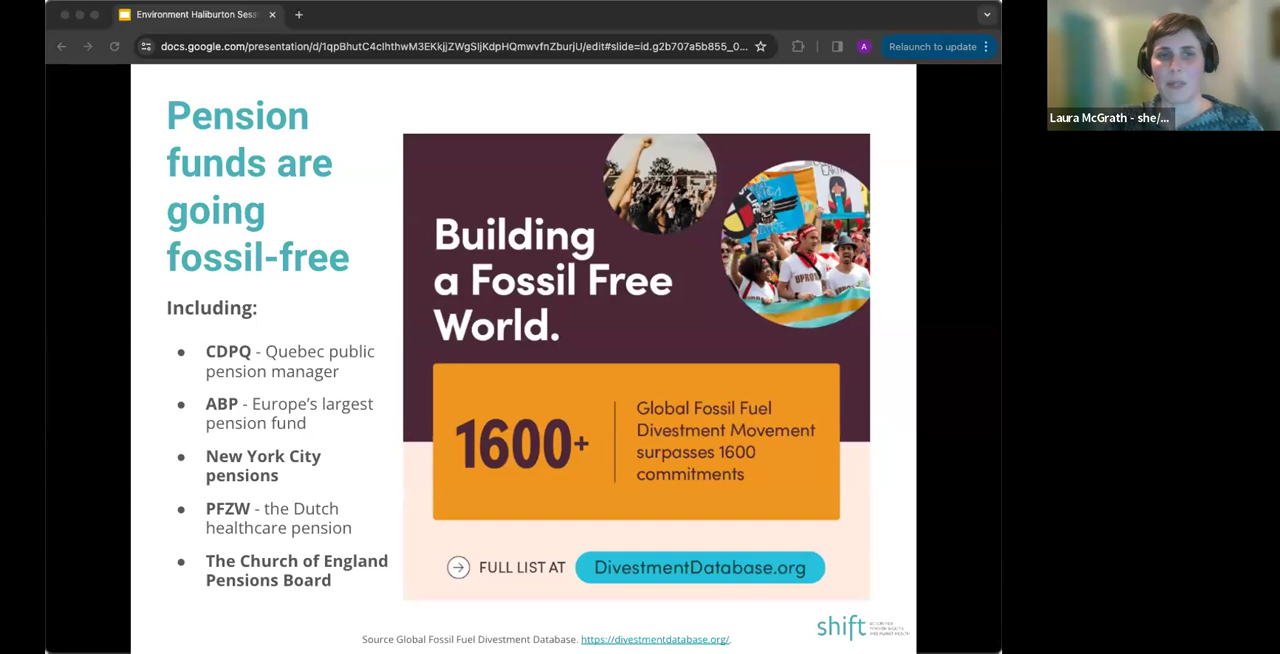 Environment Haliburton Sess
docs.google.com/presentation/d/1qpBhutC4cIhthwM3EKkjjZWgSljKdpHQmwvfnZburjU/edit#slide=id.g2b707a5b855_0...
A
Relaunch to update
Laura McGrath - she/...
Pension
funds are
going
fossil-free
Including:
● CDPQ - Quebec public
pension manager
● ABP - Europe's largest
pension fund
● New York City
pensions
● PFZW - the Dutch
healthcare pension
● The Church of England
Pensions Board
Building
a Fossil Free
World.
1600+
Global Fossil Fuel
Divestment Movement
surpasses 1600
commitments
FULL LIST AT DivestmentDatabase.org
Source Global Fossil Fuel Divestment Database. https://divestmentdatabase.org/.
shift